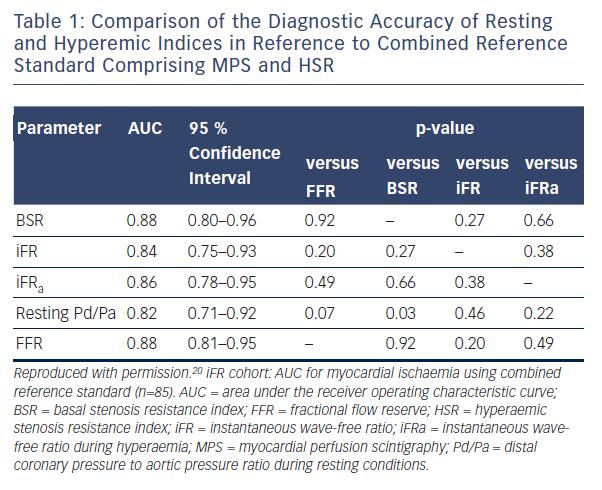 Table 1: Comparison of the Diagnostic Accuracy of Resting
and Hyperemic Indices in Reference to Combined Reference
Standard Comprising MPS and HSR
Parameter AUC 95 % Confidence Interval p-value
versus FFR versus BSR versus iFR versus iFRa
BSR 0.88 0.80–0.96 0.92 – 0.27 0.66
iFR 0.84 0.75–0.93 0.20 0.27 – 0.38
iFRa 0.86 0.78–0.95 0.49 0.66 0.38 –
Resting Pd/Pa 0.82 0.71–0.92 0.07 0.03 0.46 0.22
FFR 0.88 0.81–0.95 – 0.92 0.20 0.49
Reproduced with permission.20 iFR cohort: AUC for myocardial ischaemia using combined
reference standard (n=85). AUC = area under the receiver operating characteristic curve;
BSR = basal stenosis resistance index; FFR = fractional flow reserve; HSR = hyperaemic
stenosis resistance index; iFR = instantaneous wave-free ratio; iFRa = instantaneous wave-
free ratio during hyperaemia; MPS = myocardial perfusion scintigraphy; Pd/Pa = distal
coronary pressure to aortic pressure ratio during resting conditions.